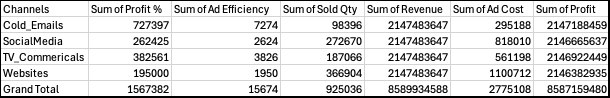 Channels Sum of Profit % Sum of Ad Efficiency Sum of Sold Qty Sum of Revenue Sum of Ad Cost Sum of Profit
Cold_Emails 727397 7274 98396 2147483647 295188 2147188459
SocialMedia 262425 2624 272670 2147483647 818010 2146665637
TV_Commericals 382561 3826 187066 2147483647 561198 2146922449
Websites 195000 1950 366904 2147483647 1100712 2146382935
Grand Total 1567382 15674 925036 8589934588 2775108 8587159480